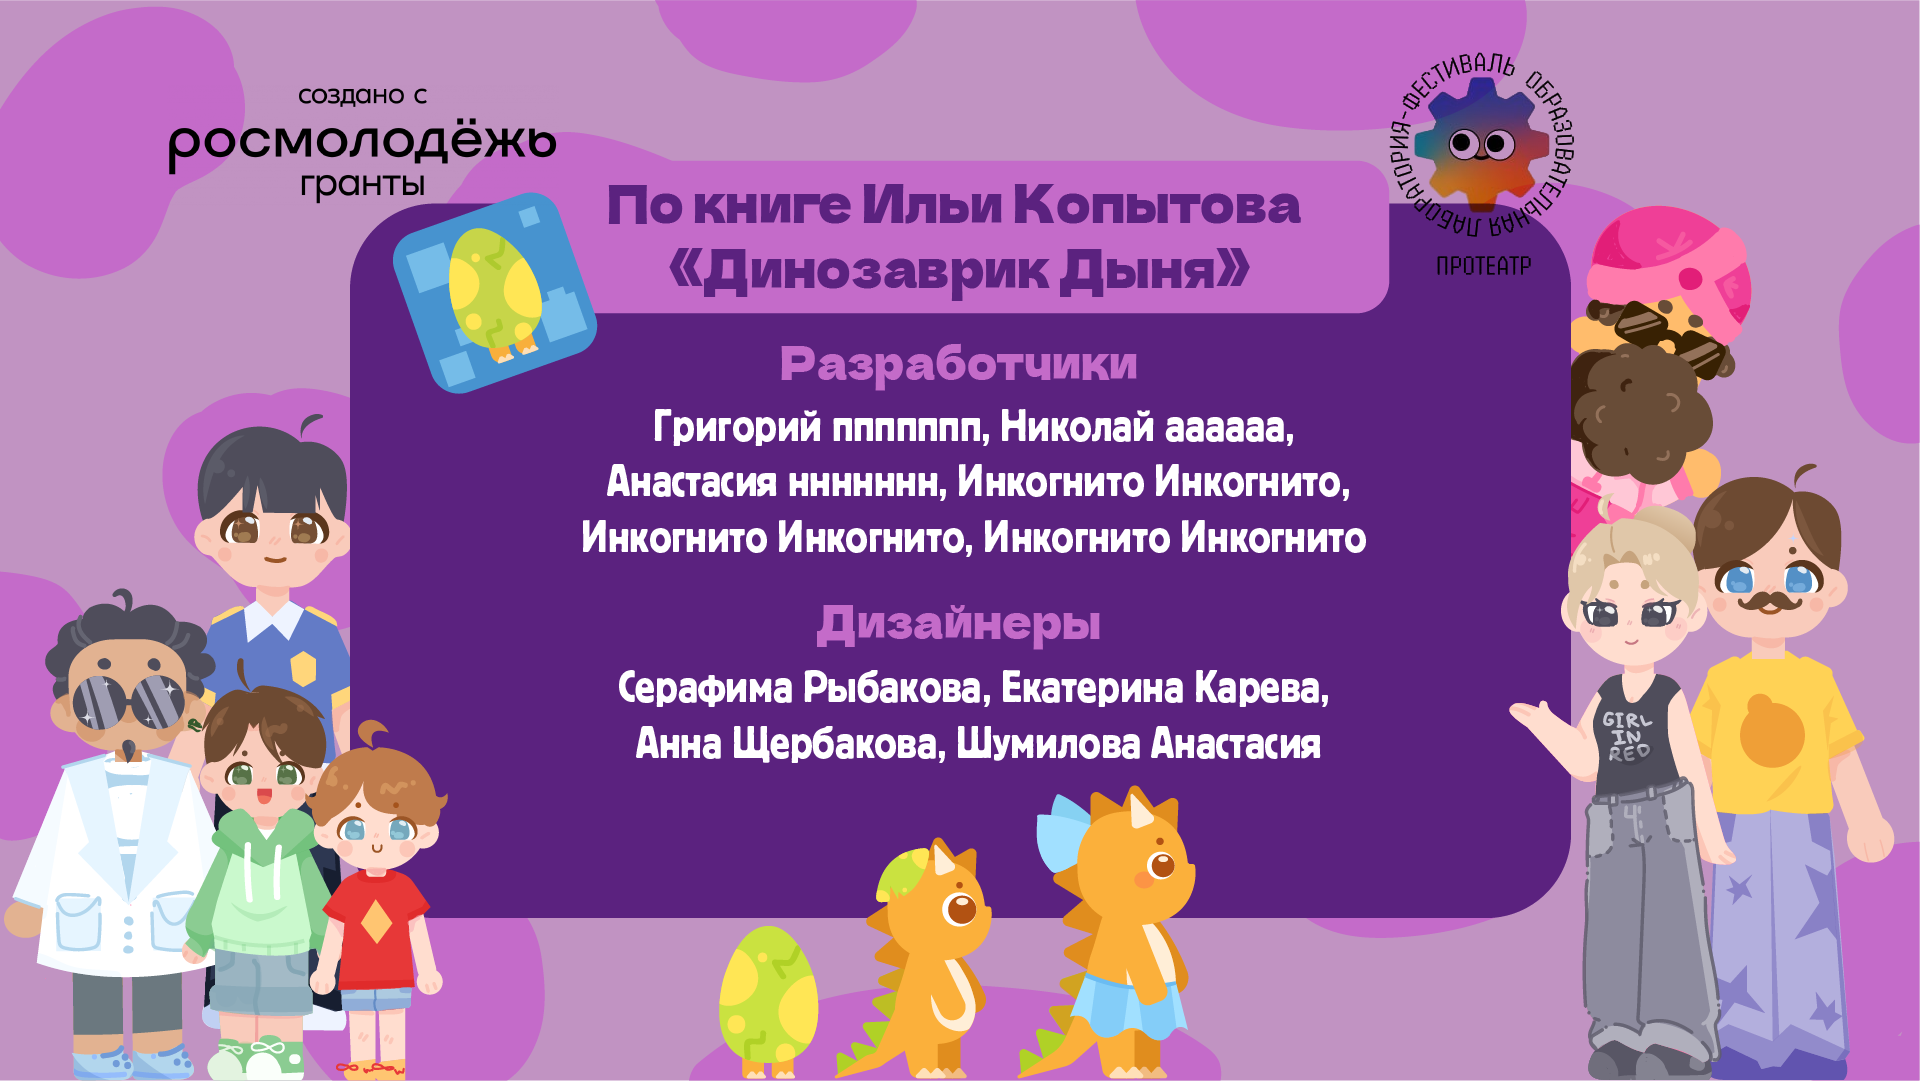 создано с
росмолодёжь
гранты
ЛАБОРАТОРИЯ-ФЕСТИВАЛЬ ОБРАЗОВАТЕЛЬНАЯ
ПРОТЕАТР
По книге Ильи Копытова
«Динозаврик Дыня»
Разработчики
Григорий ппппппп, Николай аааааа,
Анастасия ннннннн, Инкогнито Инкогнито,
Инкогнито Инкогнито, Инкогнито Инкогнито
Дизайнеры
Серафима Рыбакова, Екатерина Карева,
Анна Щербакова, Шумилова Анастасия
GIRL
IN
RED